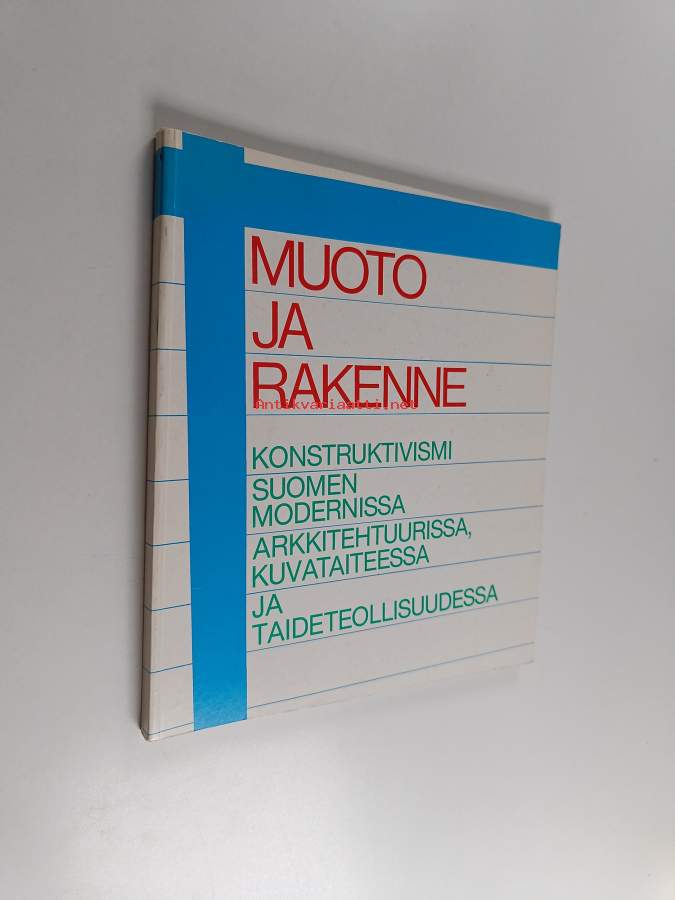 MUOTO
JA
RAKENNE
Antikvariaatti.net
KONSTRUKTIVISMI
SUOMEN
MODERNISSA
ARKKITEHTUURISSA,
KUVATAITEESSA
JA
TAIDETEOLLISUUDESSA